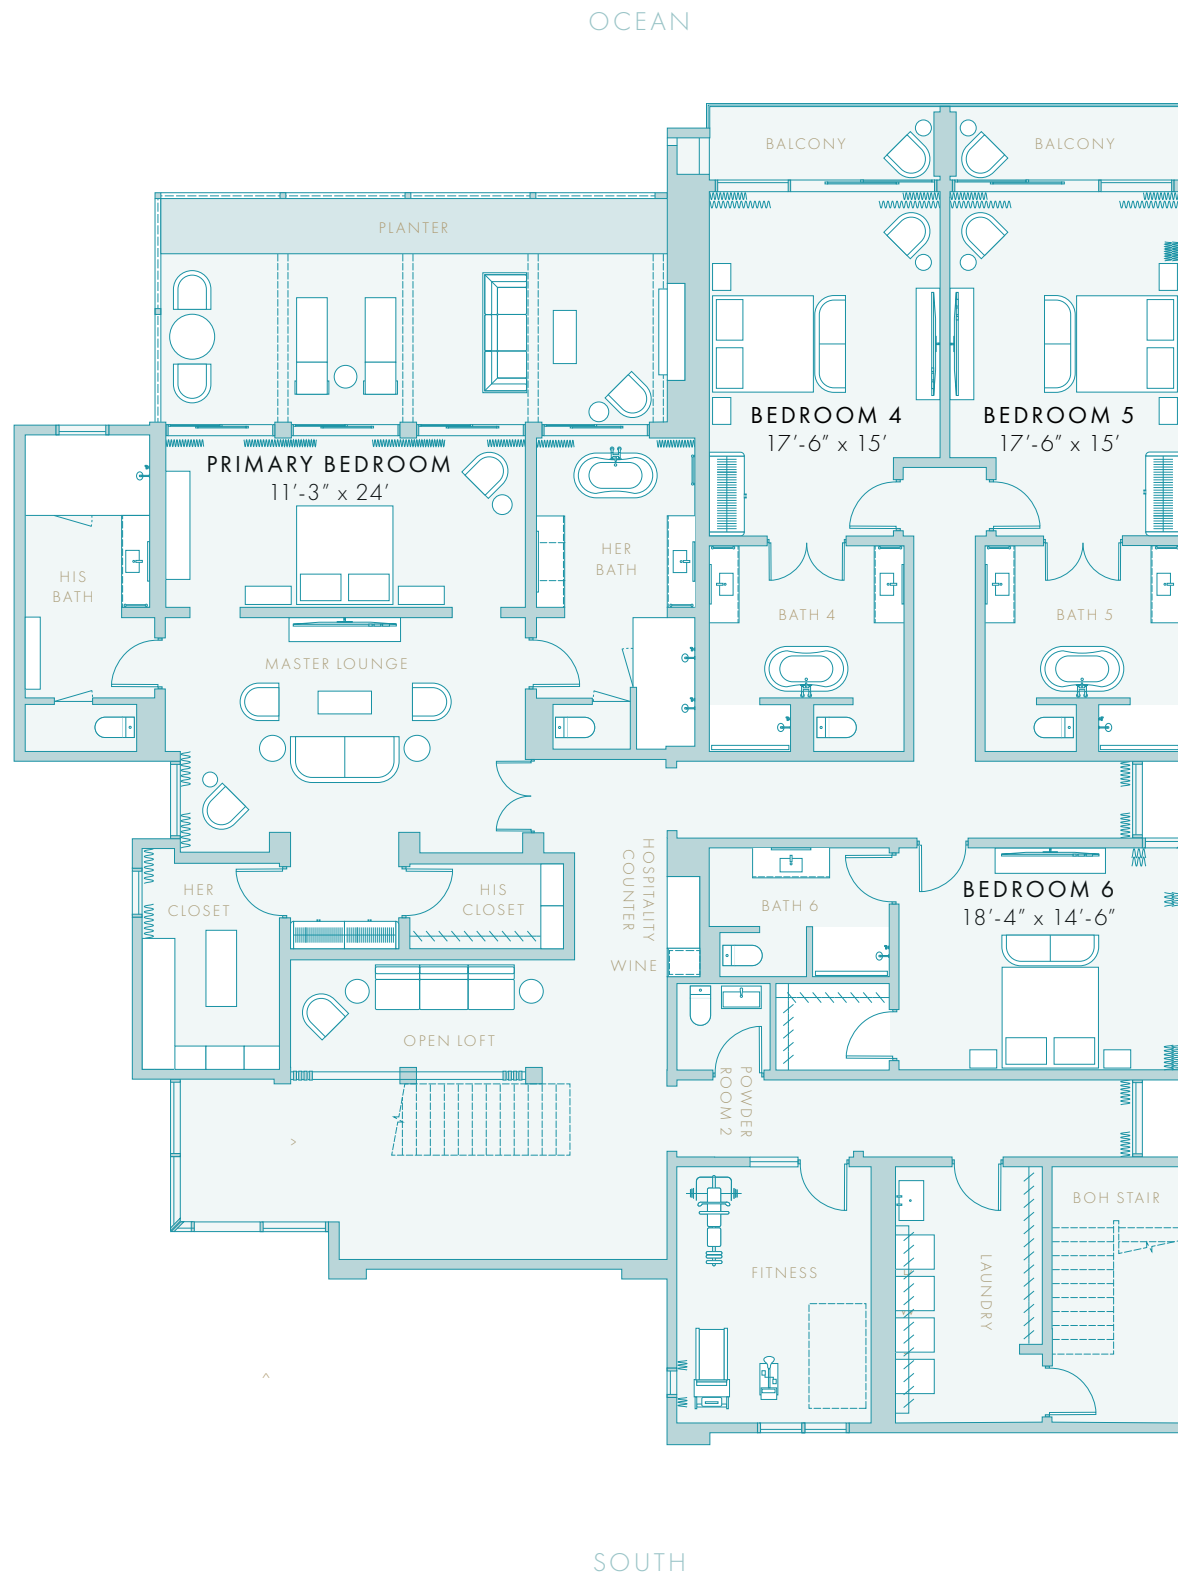 OCEAN
BALCONY
BALCONY
PLANTER
BEDROOM 4
17’-6” x 15’
BEDROOM 5
17’-6” x 15’
PRIMARY BEDROOM
11’-3” x 24’
HIS
BATH
HER
BATH
BATH 4
BATH 5
MASTER LOUNGE
HER
CLOSET
HIS
CLOSET
HOSPITALITY
COUNTER
WINE
BATH 6
BEDROOM 6
18’-4” x 14’-6”
OPEN LOFT
POWDER
ROOM 2
BOH STAIR
FITNESS
LAUNDRY
SOUTH